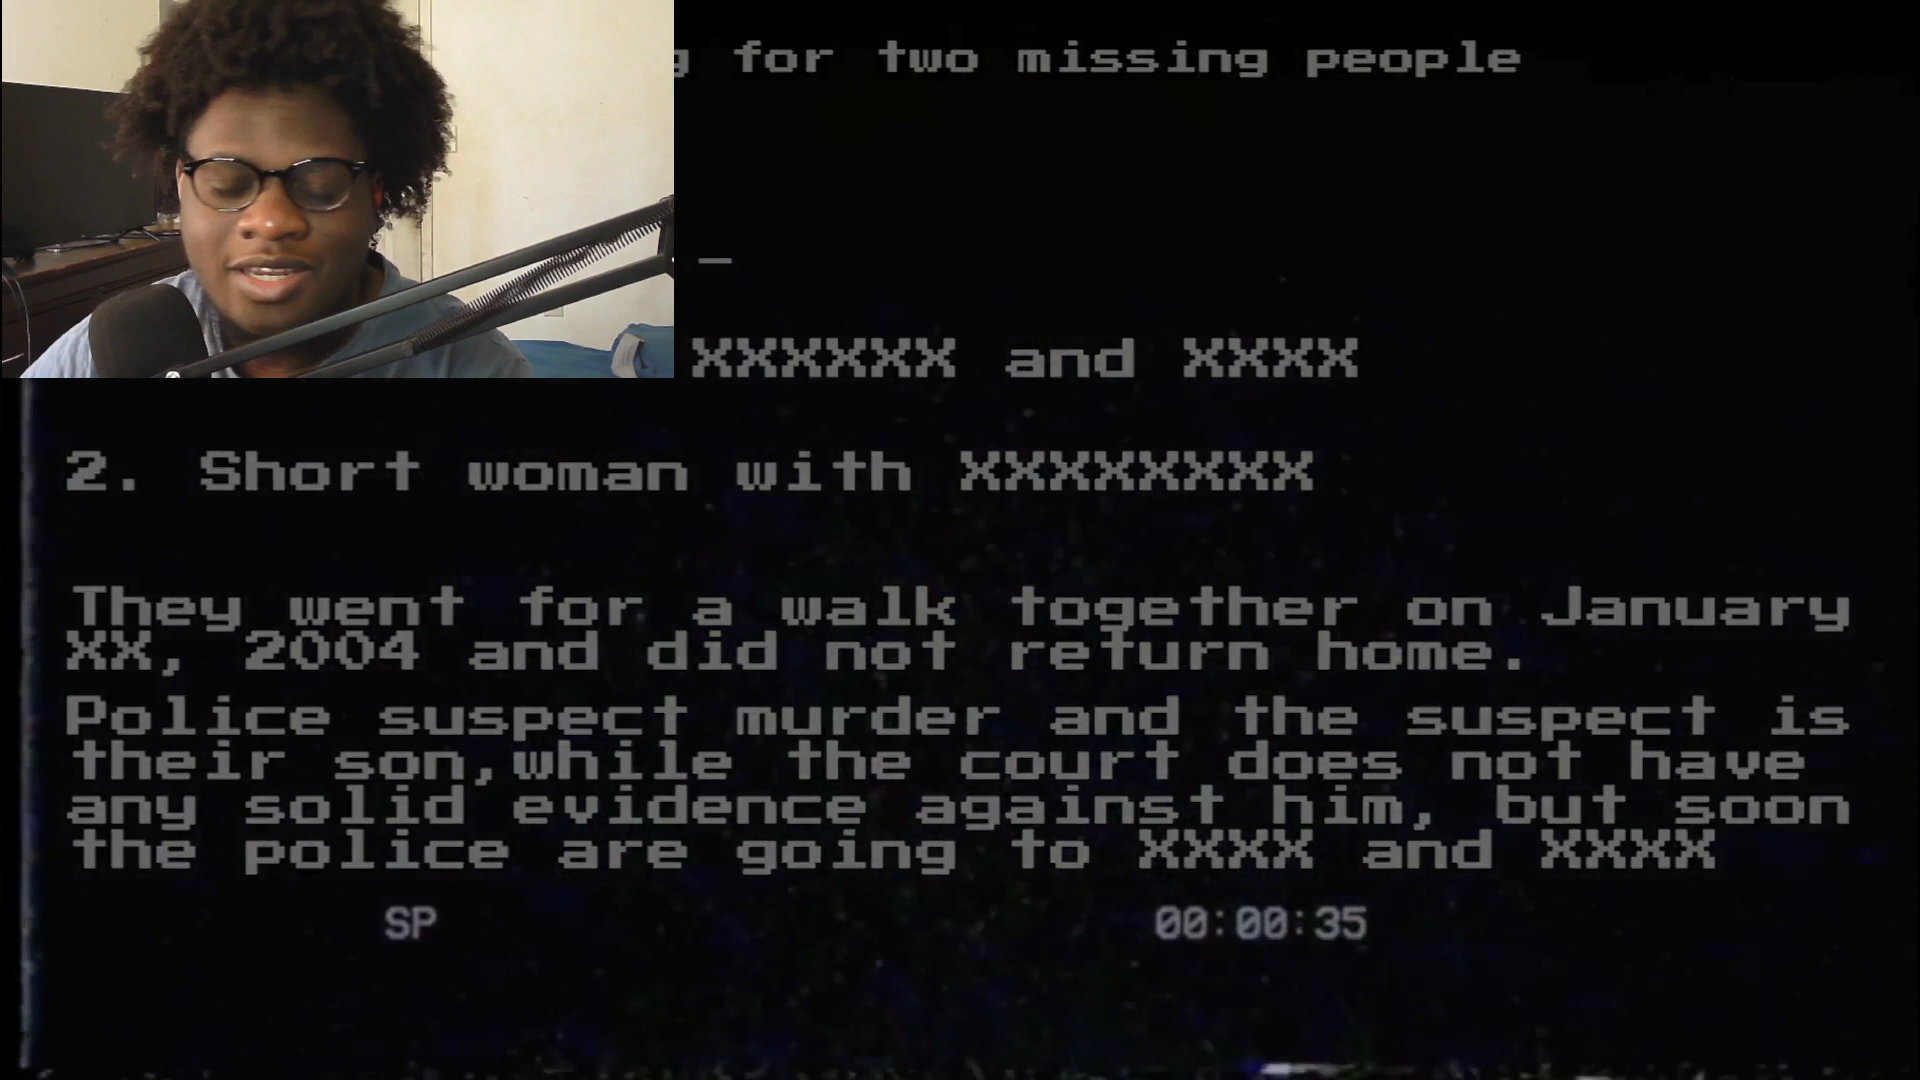 for two missing people
_
XXXXXX and XXXX
2. Short woman with XXXXXXXX
They went for a walk together on January
XX, 2004 and did not return home.
Police suspect murder and the suspect is
their son,while the court does not have
any solid evidence against him, but soon
the police are going to XXXX and XXXX
SP 00:00:35